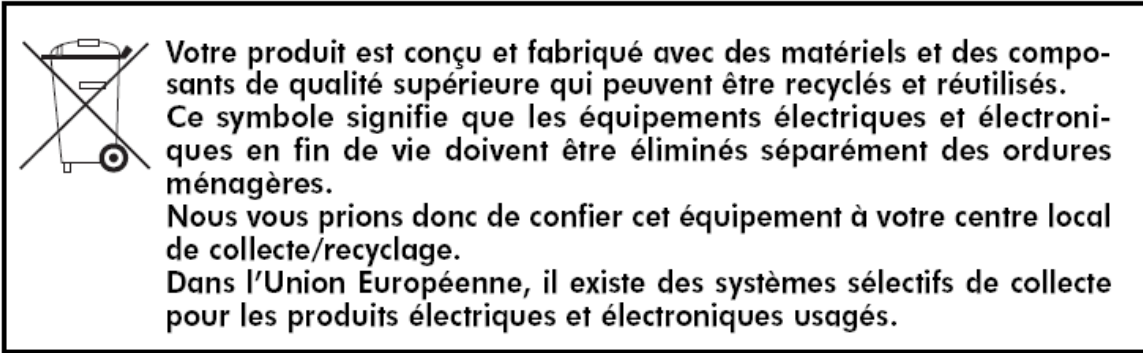 Votre produit est conçu et fabriqué avec des matériels et des compo-
sants de qualité supérieure qui peuvent être recyclés et réutilisés.
Ce symbole signifie que les équipements électriques et électroni-
ques en fin de vie doivent être éliminés séparément des ordures
ménagères.
Nous vous prions donc de confier cet équipement à votre centre local
de collecte/recyclage.
Dans l'Union Européenne, il existe des systèmes sélectifs de collecte
pour les produits électriques et électroniques usagés.